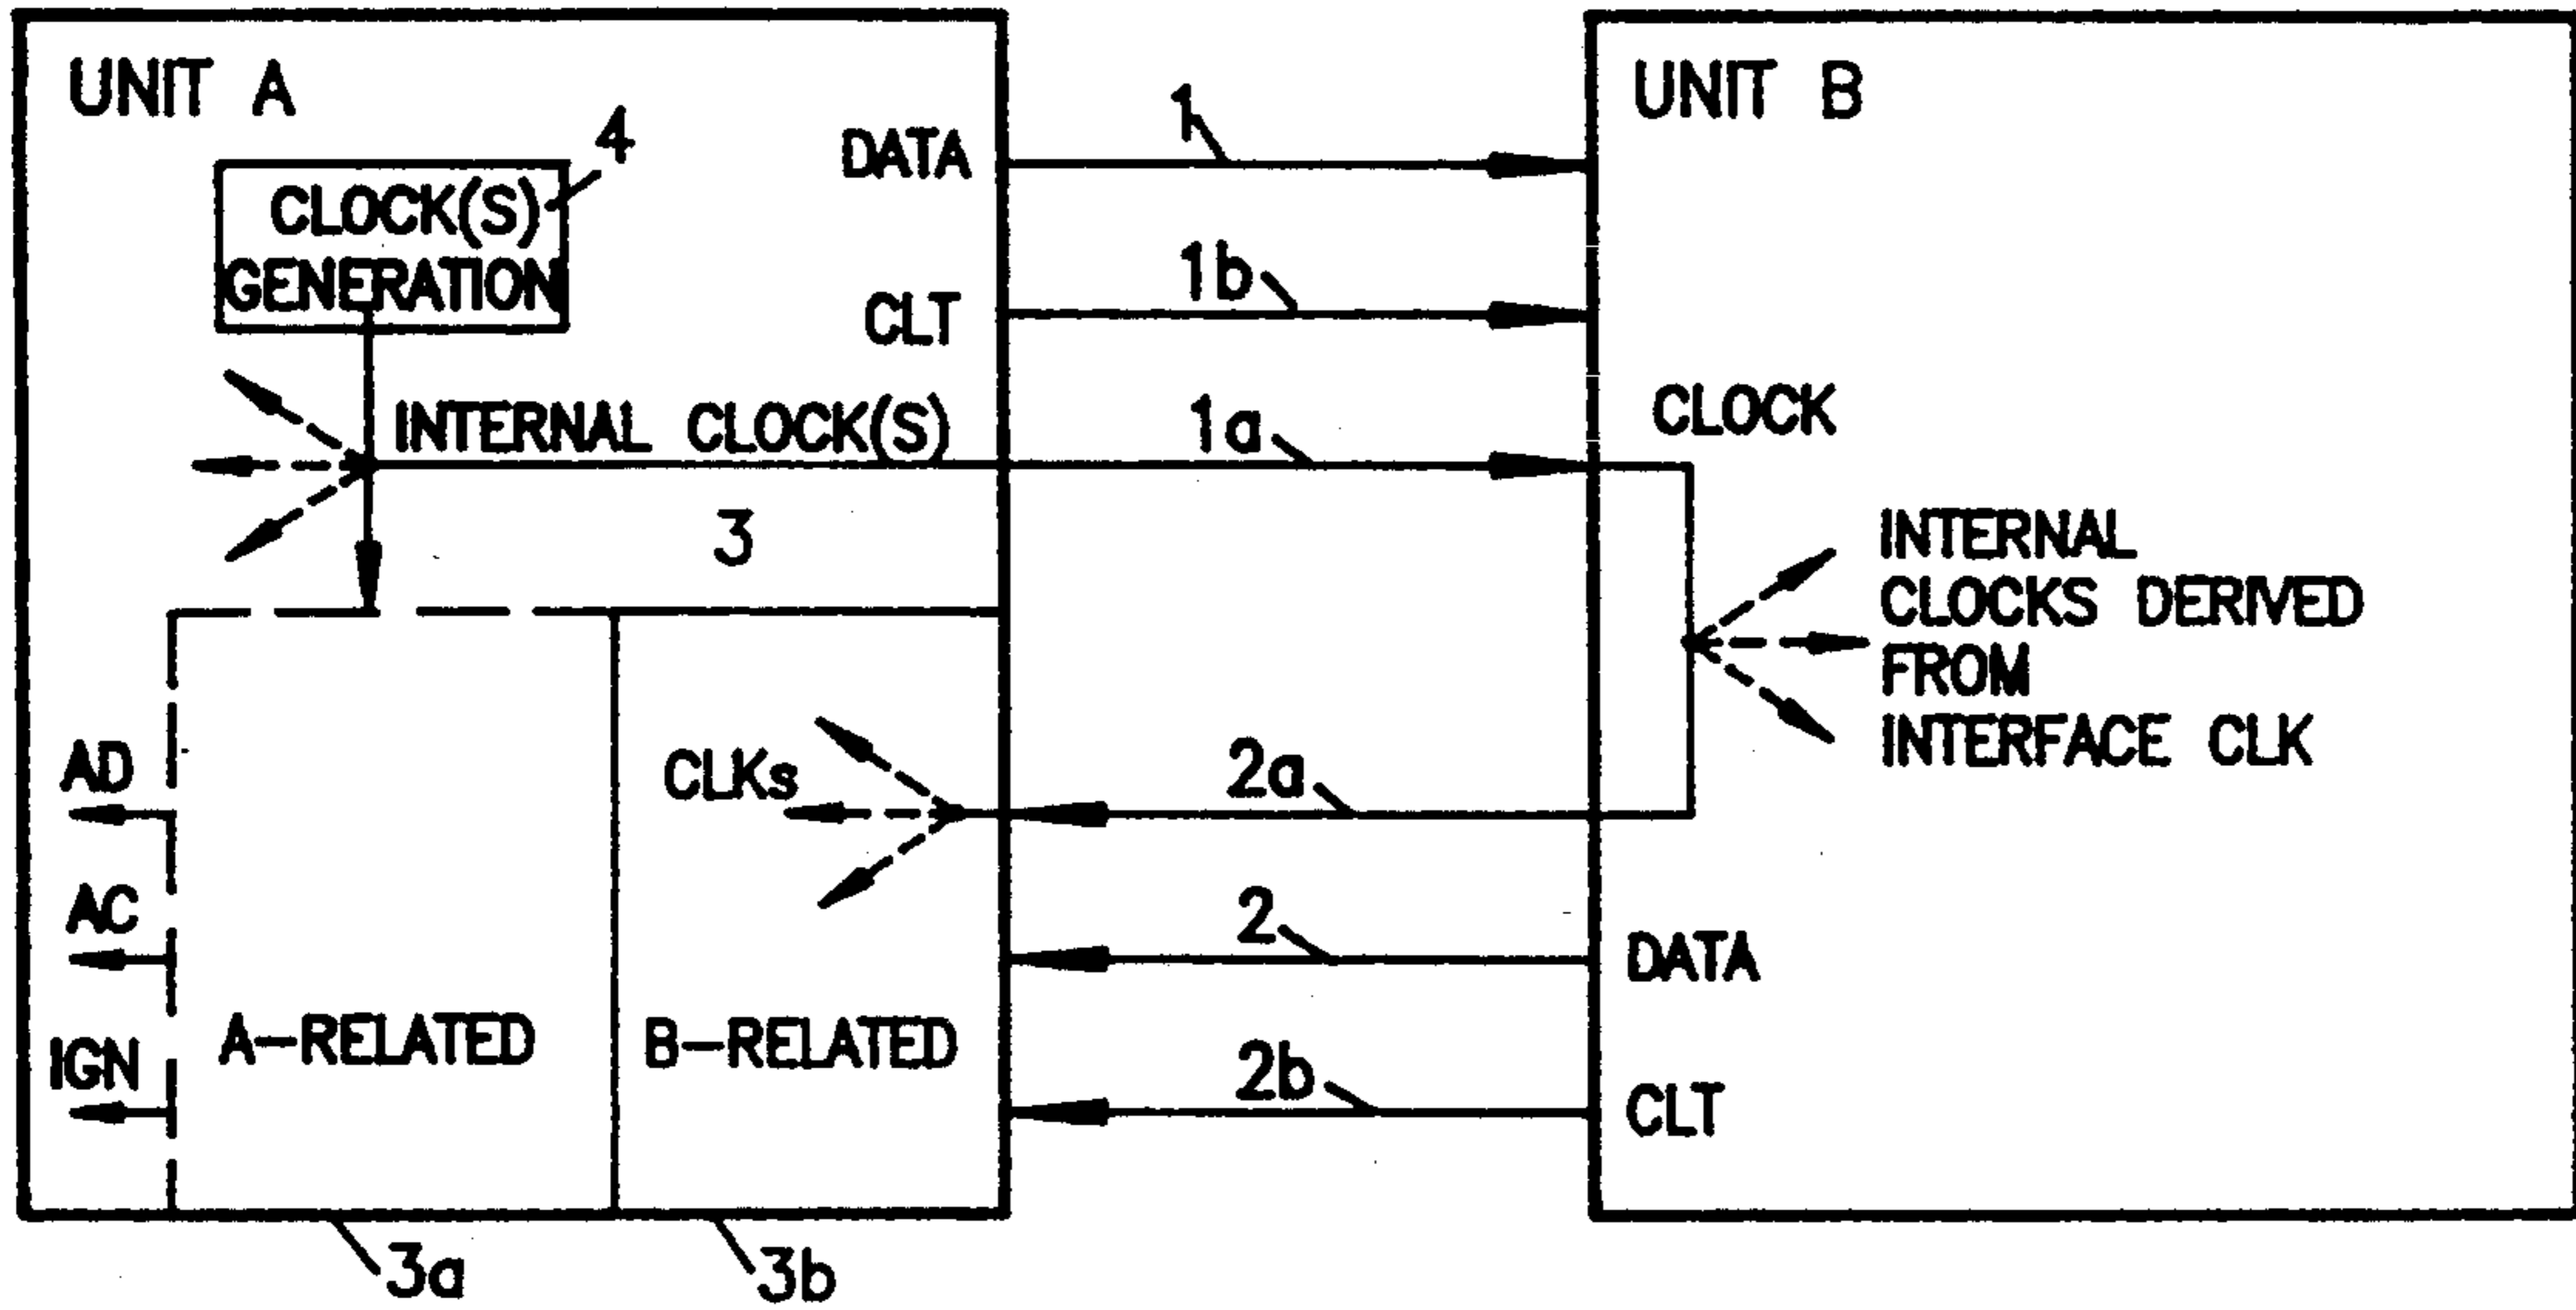 UNIT A
4
CLOCK(S)
GENERATION
DATA
CLT
INTERNAL CLOCK(S)
3
AD
AC
IGN
A-RELATED
CLKs
B-RELATED
3a
3b
1
1b
1a
2a
2
2b
UNIT B
CLOCK
INTERNAL
CLOCKS DERIVED
FROM
INTERFACE CLK
DATA
CLT